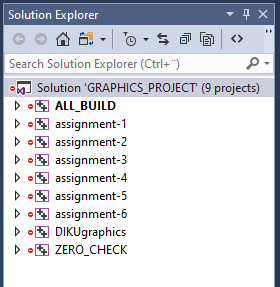 Solution Explorer
Search Solution Explorer (Ctrl+¨)
Solution 'GRAPHICS_PROJECT' (9 projects)
ALL_BUILD
assignment-1
assignment-2
assignment-3
assignment-4
assignment-5
assignment-6
DIKUgraphics
ZERO_CHECK